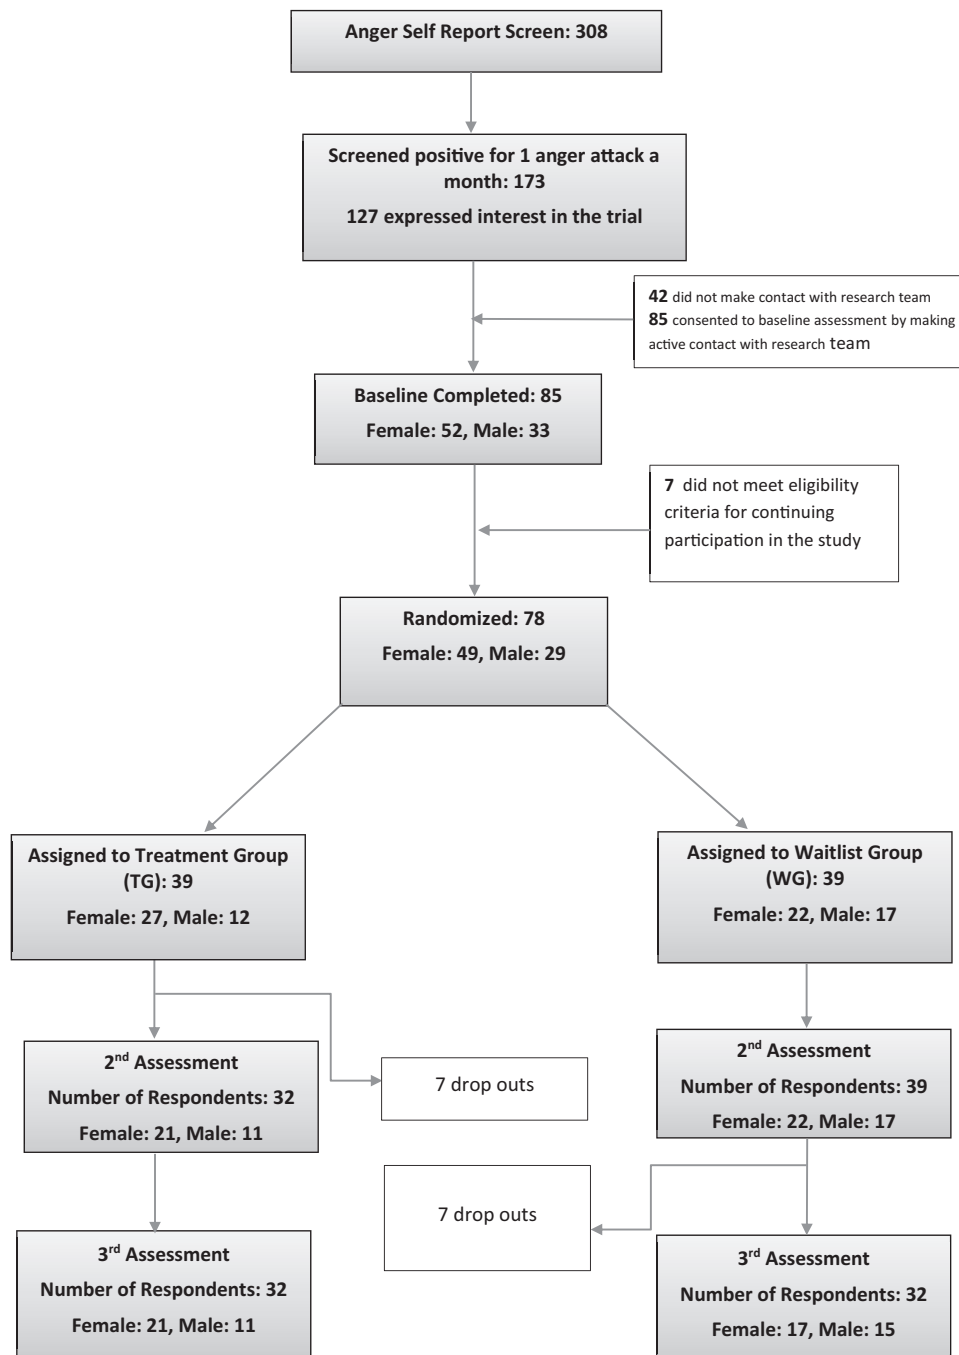 Anger Self Report Screen: 308
Screened positive for 1 anger attack a
month: 173
127 expressed interest in the trial
42 did not make contact with research team
85 consented to baseline assessment by making
active contact with research team
Baseline Completed: 85
Female: 52, Male: 33
7 did not meet eligibility
criteria for continuing
participation in the study
Randomized: 78
Female: 49, Male: 29
Assigned to Treatment Group
(TG): 39
Female: 27, Male: 12
Assigned to Waitlist Group
(WG): 39
Female: 22, Male: 17
2nd Assessment
Number of Respondents: 32
Female: 21, Male: 11
7 drop outs
2nd Assessment
Number of Respondents: 39
Female: 22, Male: 17
7 drop outs
3rd Assessment
Number of Respondents: 32
Female: 21, Male: 11
3rd Assessment
Number of Respondents: 32
Female: 17, Male: 15